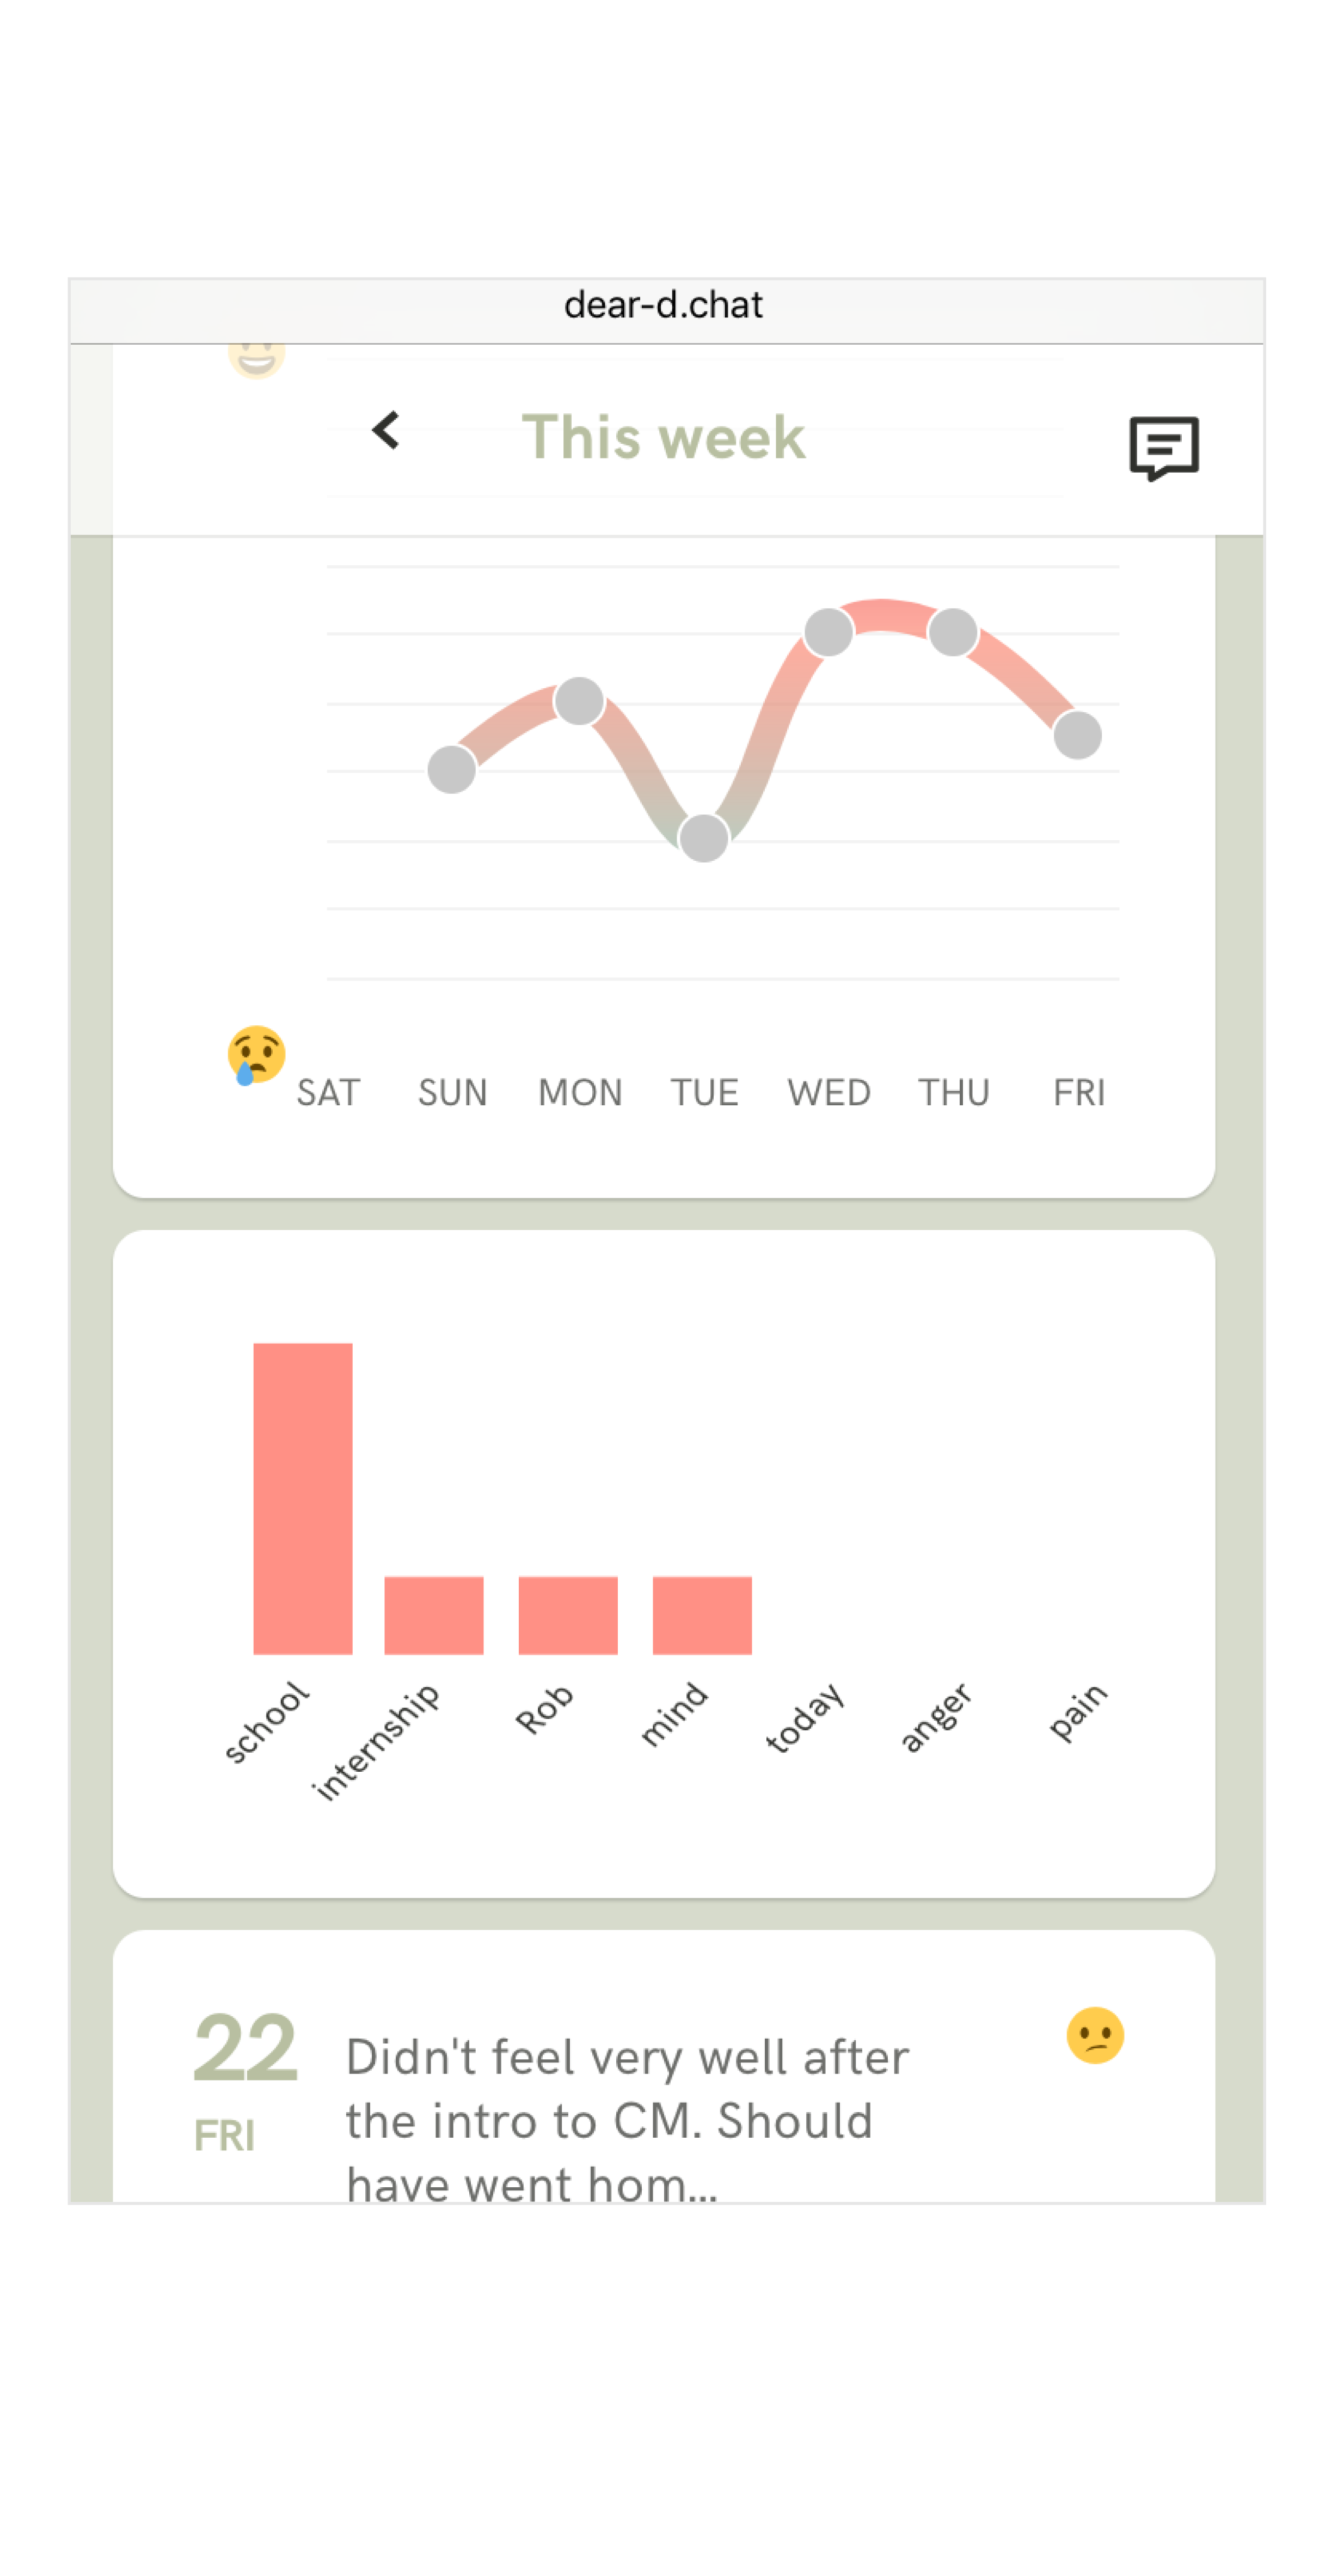 dear-d.chat
This week
SAT SUN MON TUE WED THU FRI
school internship Rob mind today anger pain
22
FRI
Didn't feel very well after
the intro to CM. Should
have went hom...